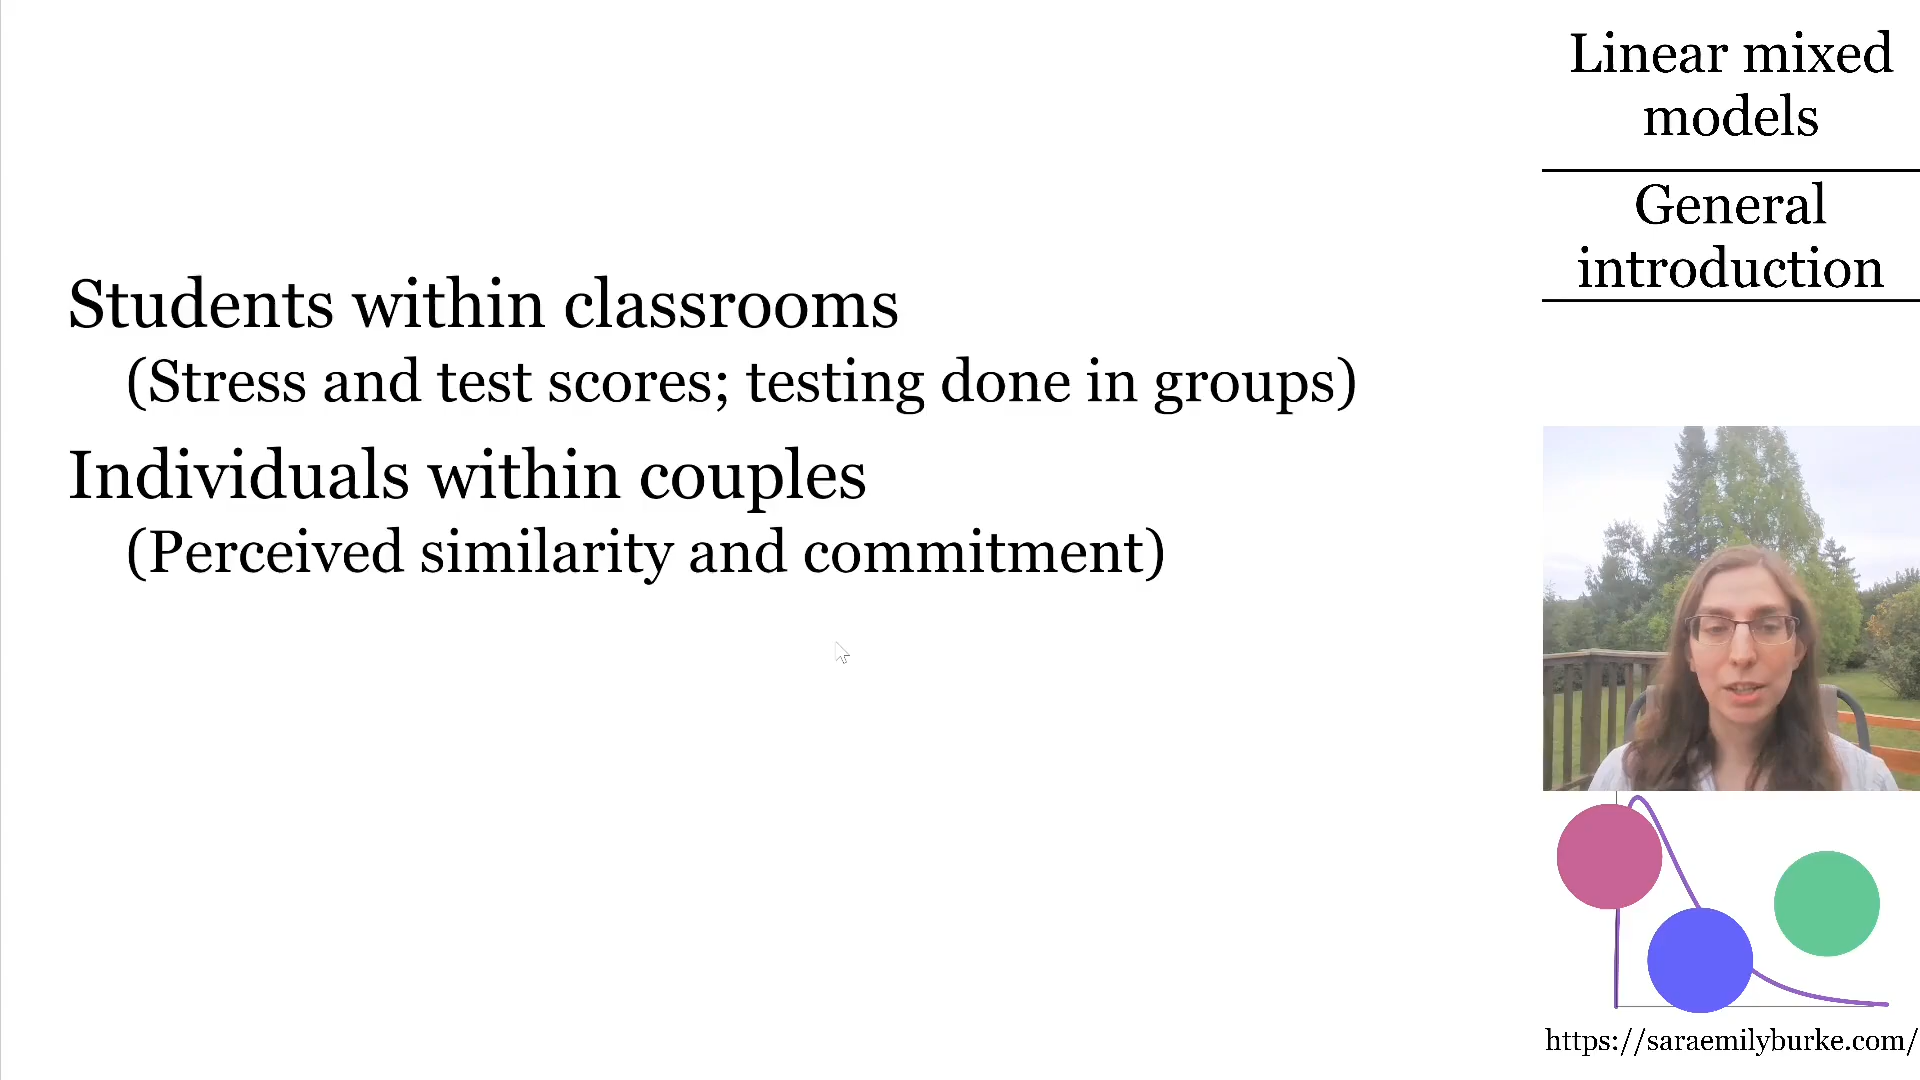 Linear mixed
models
General
introduction
Students within classrooms
(Stress and test scores; testing done in groups)
Individuals within couples
(Perceived similarity and commitment)
https://saraemilyburke.com/